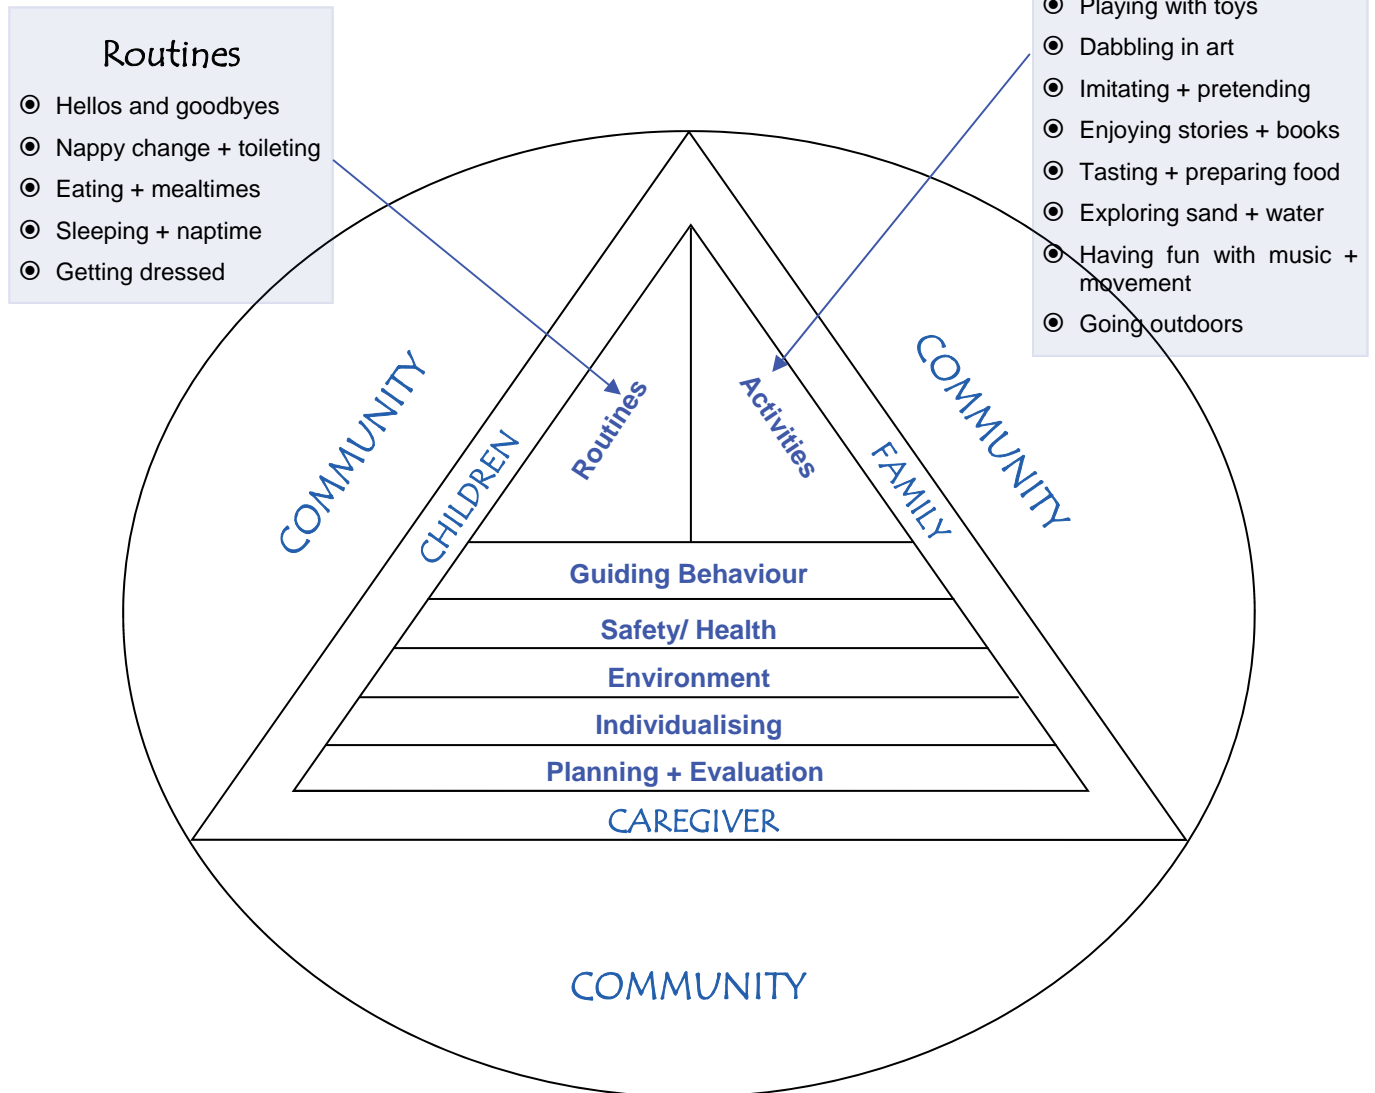 Routines
Hellos and goodbyes
Nappy change + toileting
Eating + mealtimes
Sleeping + naptime
Getting dressed
Playing with toys
Dabbling in art
Imitating + pretending
Enjoying stories + books
Tasting + preparing food
Exploring sand + water
Having fun with music +
movement
Going outdoors
COMMUNITY
COMMUNITY
CHILDREN
Routines
Activities
FAMILY
Guiding Behaviour
Safety/ Health
Environment
Individualising
Planning + Evaluation
CAREGIVER
COMMUNITY